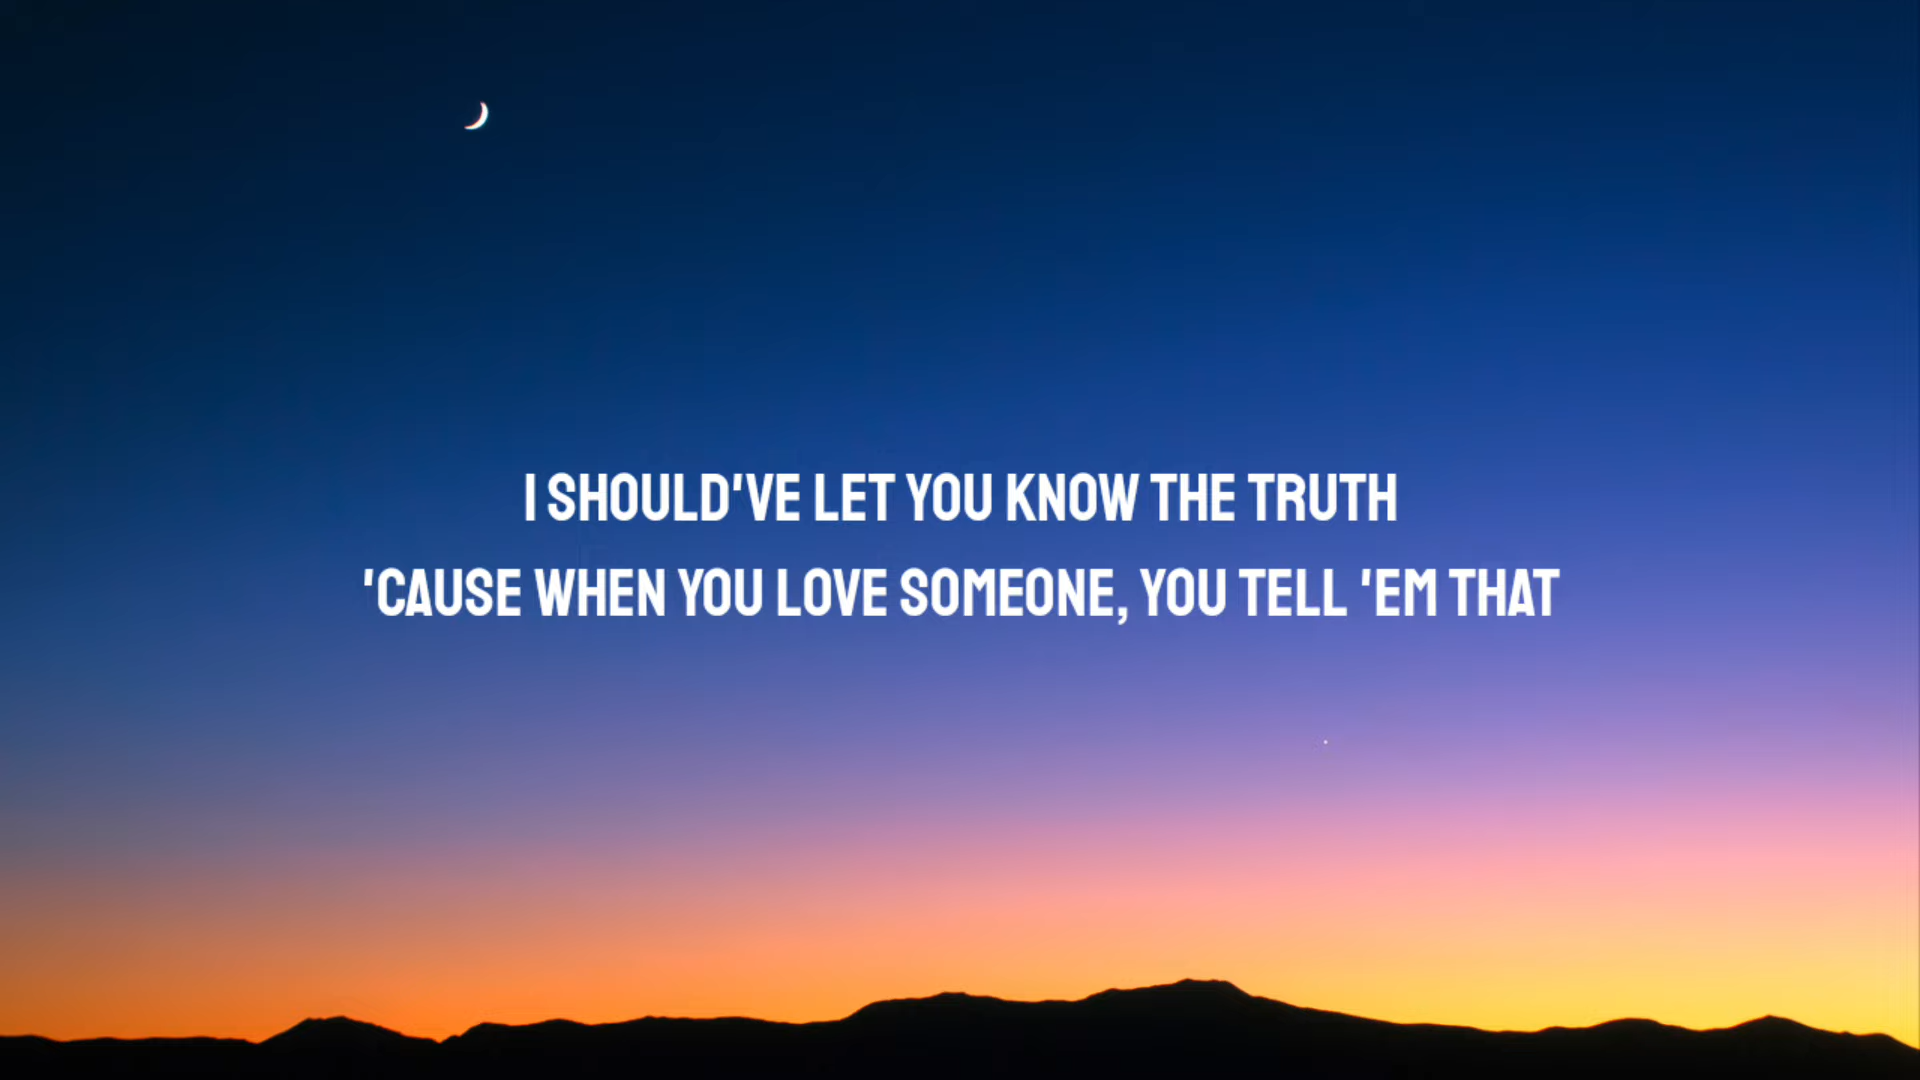 I SHOULD'VE LET YOU KNOW THE TRUTH
'CAUSE WHEN YOU LOVE SOMEONE, YOU TELL 'EM THAT